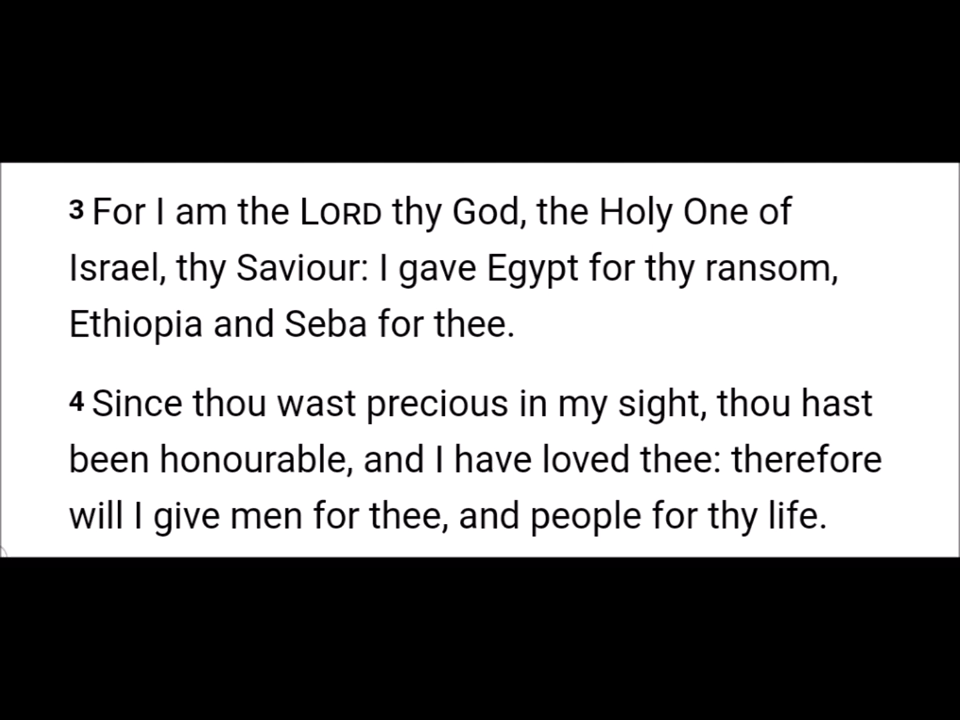 3 For I am the LORD thy God, the Holy One of
Israel, thy Saviour: I gave Egypt for thy ransom,
Ethiopia and Seba for thee.
4 Since thou wast precious in my sight, thou hast
been honourable, and I have loved thee: therefore
will I give men for thee, and people for thy life.